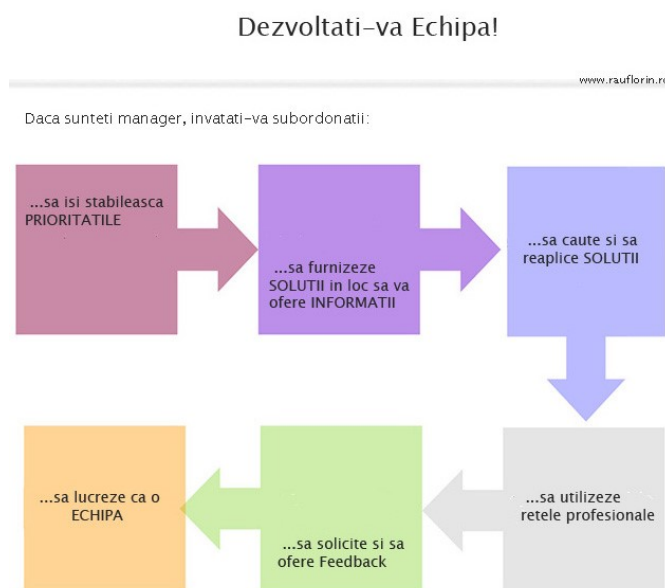 Dezvoltati-va Echipa!
www.rauflorin.ro
Daca sunteti manager, invatati-va subordonatii:
...sa isi stabileasca
PRIORITATILE
...sa furnizeze
SOLUTII in loc sa va
ofere INFORMATII
...sa caute si sa
reaplice SOLUTII
...sa utilizeze
retele profesionale
...sa solicite si sa
ofere Feedback
...sa lucreze ca o
ECHIPA